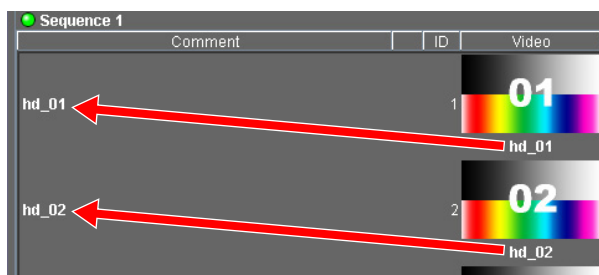 Sequence 1
Comment ID Video
01
hd_01 1
hd_01
02
hd_02 2
hd_02